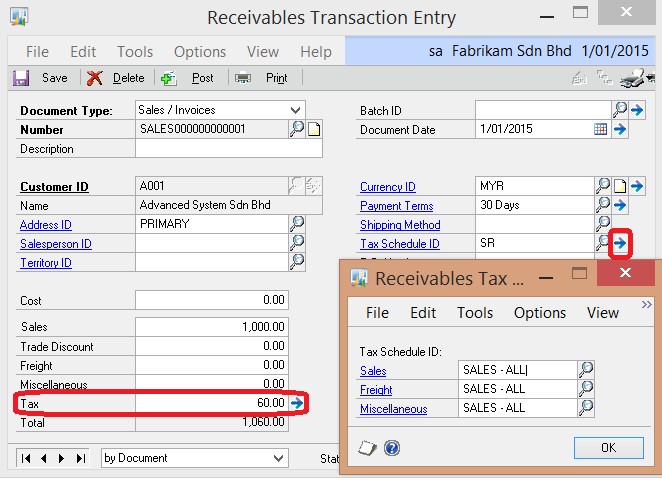 Receivables Transaction Entry
File Edit Tools Options View Help sa Fabrikam Sdn Bhd 1/01/2015
Save Delete Post Print
Document Type: Sales / Invoices Batch ID
Number SALES000000000001 Document Date 1/01/2015
Description
Customer ID A001 Currency ID MYR
Name Advanced System Sdn Bhd Payment Terms 30 Days
Address ID PRIMARY Shipping Method
Salesperson ID Tax Schedule ID SR
Territory ID
Cost 0.00
Sales 1,000.00
Trade Discount 0.00
Freight 0.00
Miscellaneous 0.00
Tax 60.00
Total 1,060.00
by Document Stat
Receivables Tax ...
File Edit Tools Options View
Tax Schedule ID:
Sales SALES - ALL
Freight SALES - ALL
Miscellaneous SALES - ALL
OK